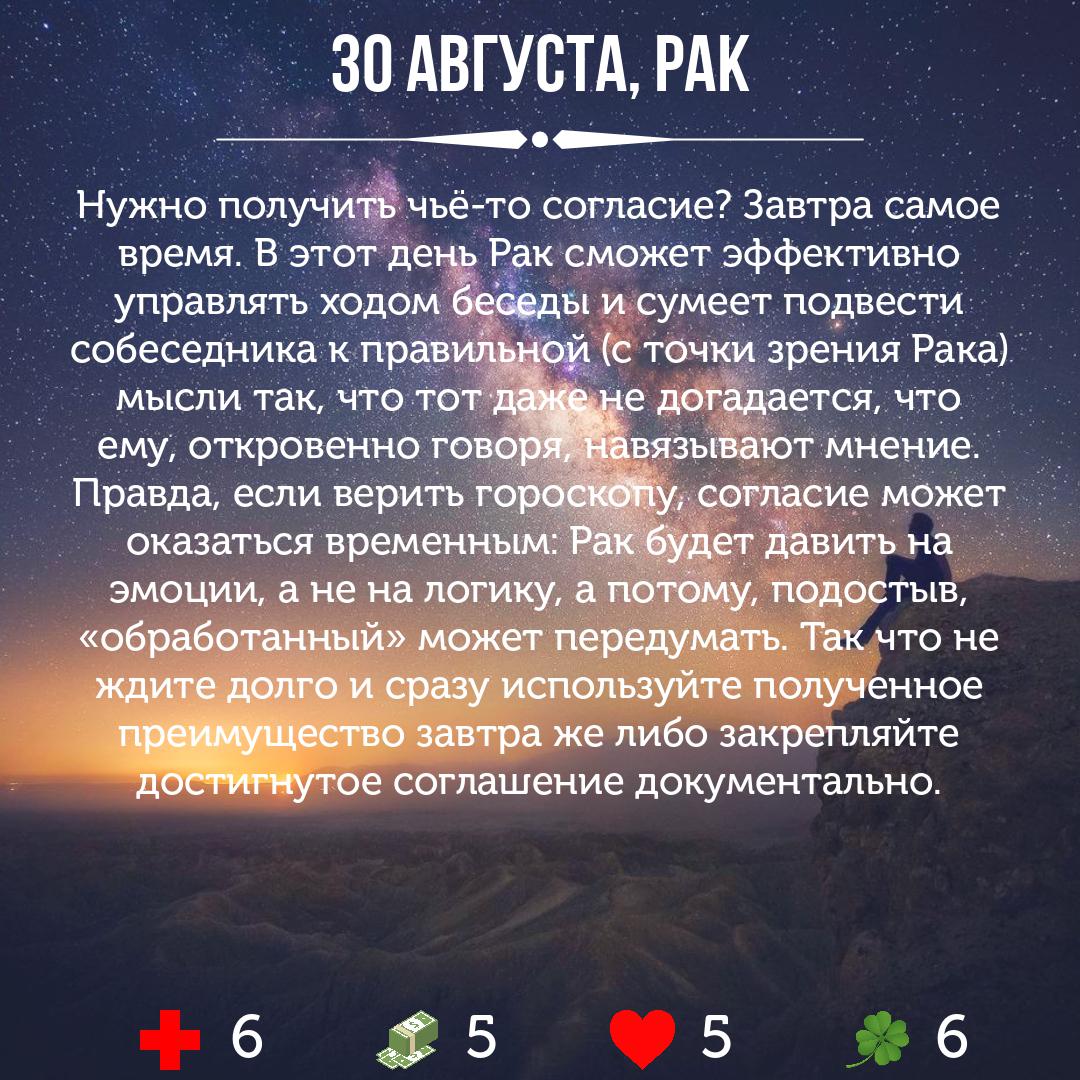 30 АВГУСТА, РАК
Нужно получить чьё-то согласие? Завтра самое
время. В этот день Рак сможет эффективно
управлять ходом беседы и сумеет подвести
собеседника к правильной (с точки зрения Рака)
мысли так, что тот даже не догадается, что
ему, откровенно говоря, навязывают мнение.
Правда, если верить гороскопу, согласие может
оказаться временным: Рак будет давить на
эмоции, а не на логику, а потому, подостыв,
«обработанный» может передумать. Так что не
ждите долго и сразу используйте полученное
преимущество завтра же либо закрепляйте
достигнутое соглашение документально.
6 5 5 6